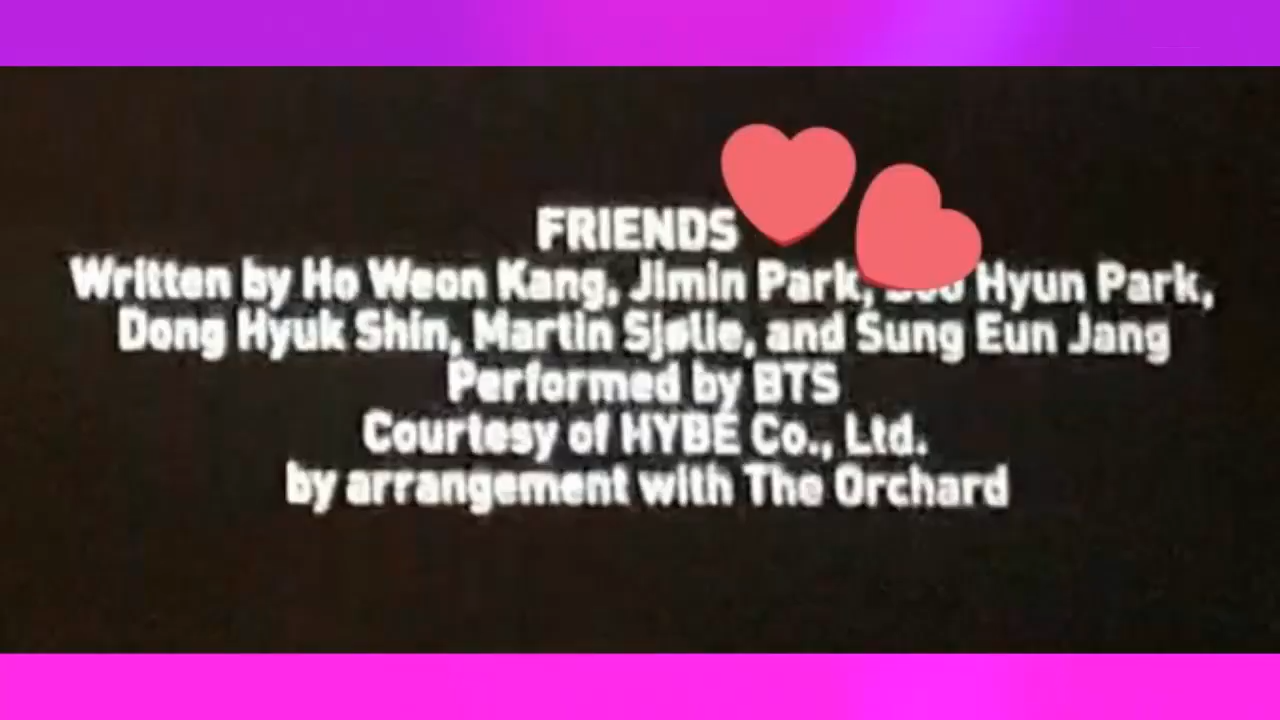 FRIENDS
Written by Ho Weon Kang, Jimin Park, Hyun Park,
Dong Hyuk Shin, Martin Sjølie, and Sung Eun Jang
Performed by BTS
Courtesy of HYBE Co., Ltd.
by arrangement with The Orchard